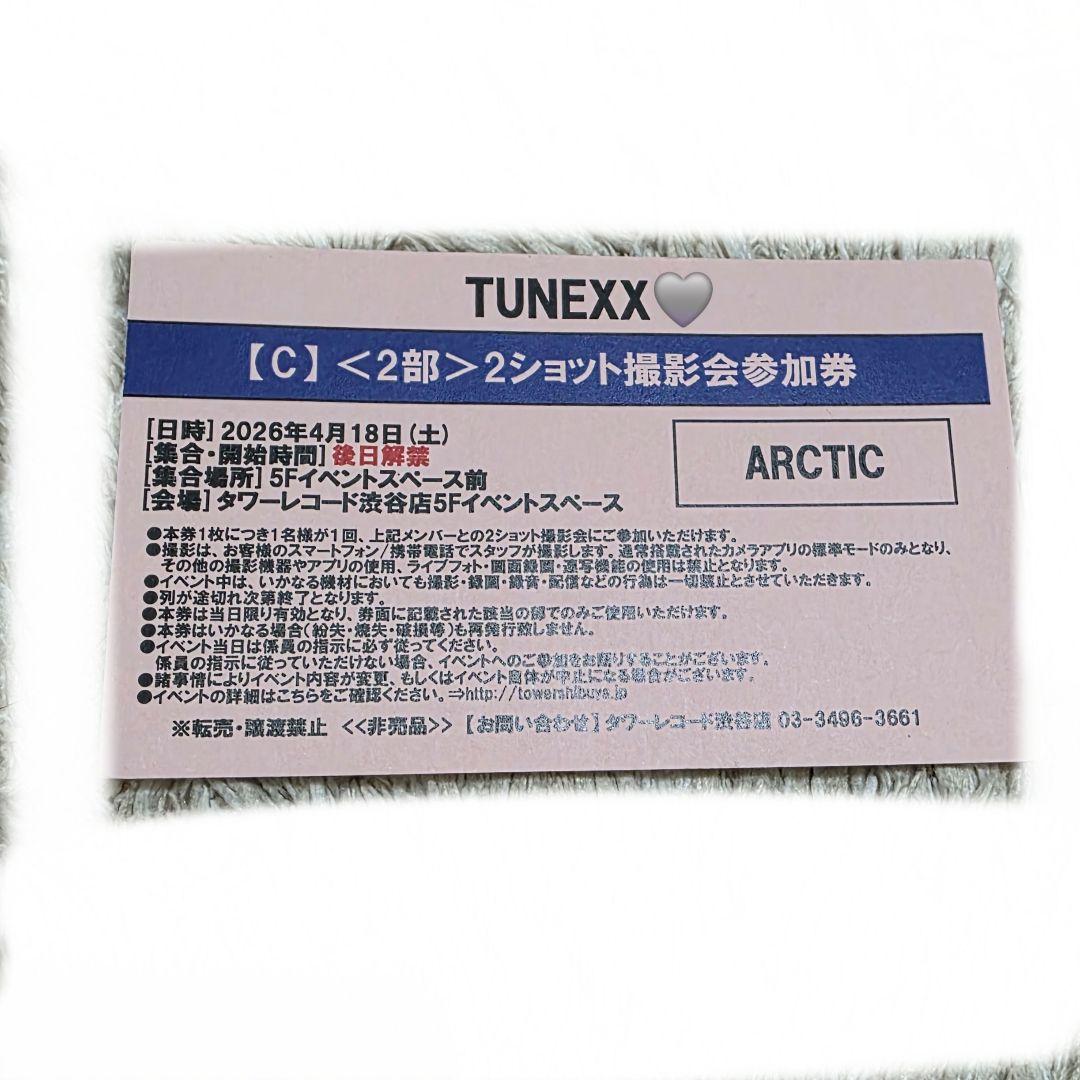 TUNEXX🩶
【C】＜2部＞2ショット撮影会参加券
[日時] 2026年4月18日(土)
[集合・開始時間] 後日解禁
[集合場所] 5Fイベントスペース前
[会場] タワーレコード渋谷店5Fイベントスペース
ARCTIC
●本券1枚につき1名様が1回、上記メンバーとの2ショット撮影会にご参加いただけます。
●撮影は、お客様のスマートフォン/携帯電話でスタッフが撮影します。通常搭載されたカメラアプリの標準モードのみとなり、
その他の撮影機器やアプリの使用、ライブフォト・画面録画・連写機能の使用は禁止となります。
●イベント中は、いかなる機材においても撮影・録画・録音・配信などの行為は一切禁止とさせていただきます。
●列が途切れ次第終了となります。
●本券は当日限り有効となり、券面に記載された該当の部でのみご使用いただけます。
●本券はいかなる場合(紛失・焼失・破損等)も再発行致しません。
●イベント当日は係員の指示に必ず従ってください。
係員の指示に従っていただけない場合、イベントへのご参加をお断りすることがございます。
●諸事情によりイベント内容が変更、もしくはイベント自体が中止になる場合がございます。
●イベントの詳細はこちらをご確認ください。⇒http://towershibuya.jp
※転売・譲渡禁止 <<非売品>> 【お問い合わせ】タワーレコード渋谷店 03-3496-3661